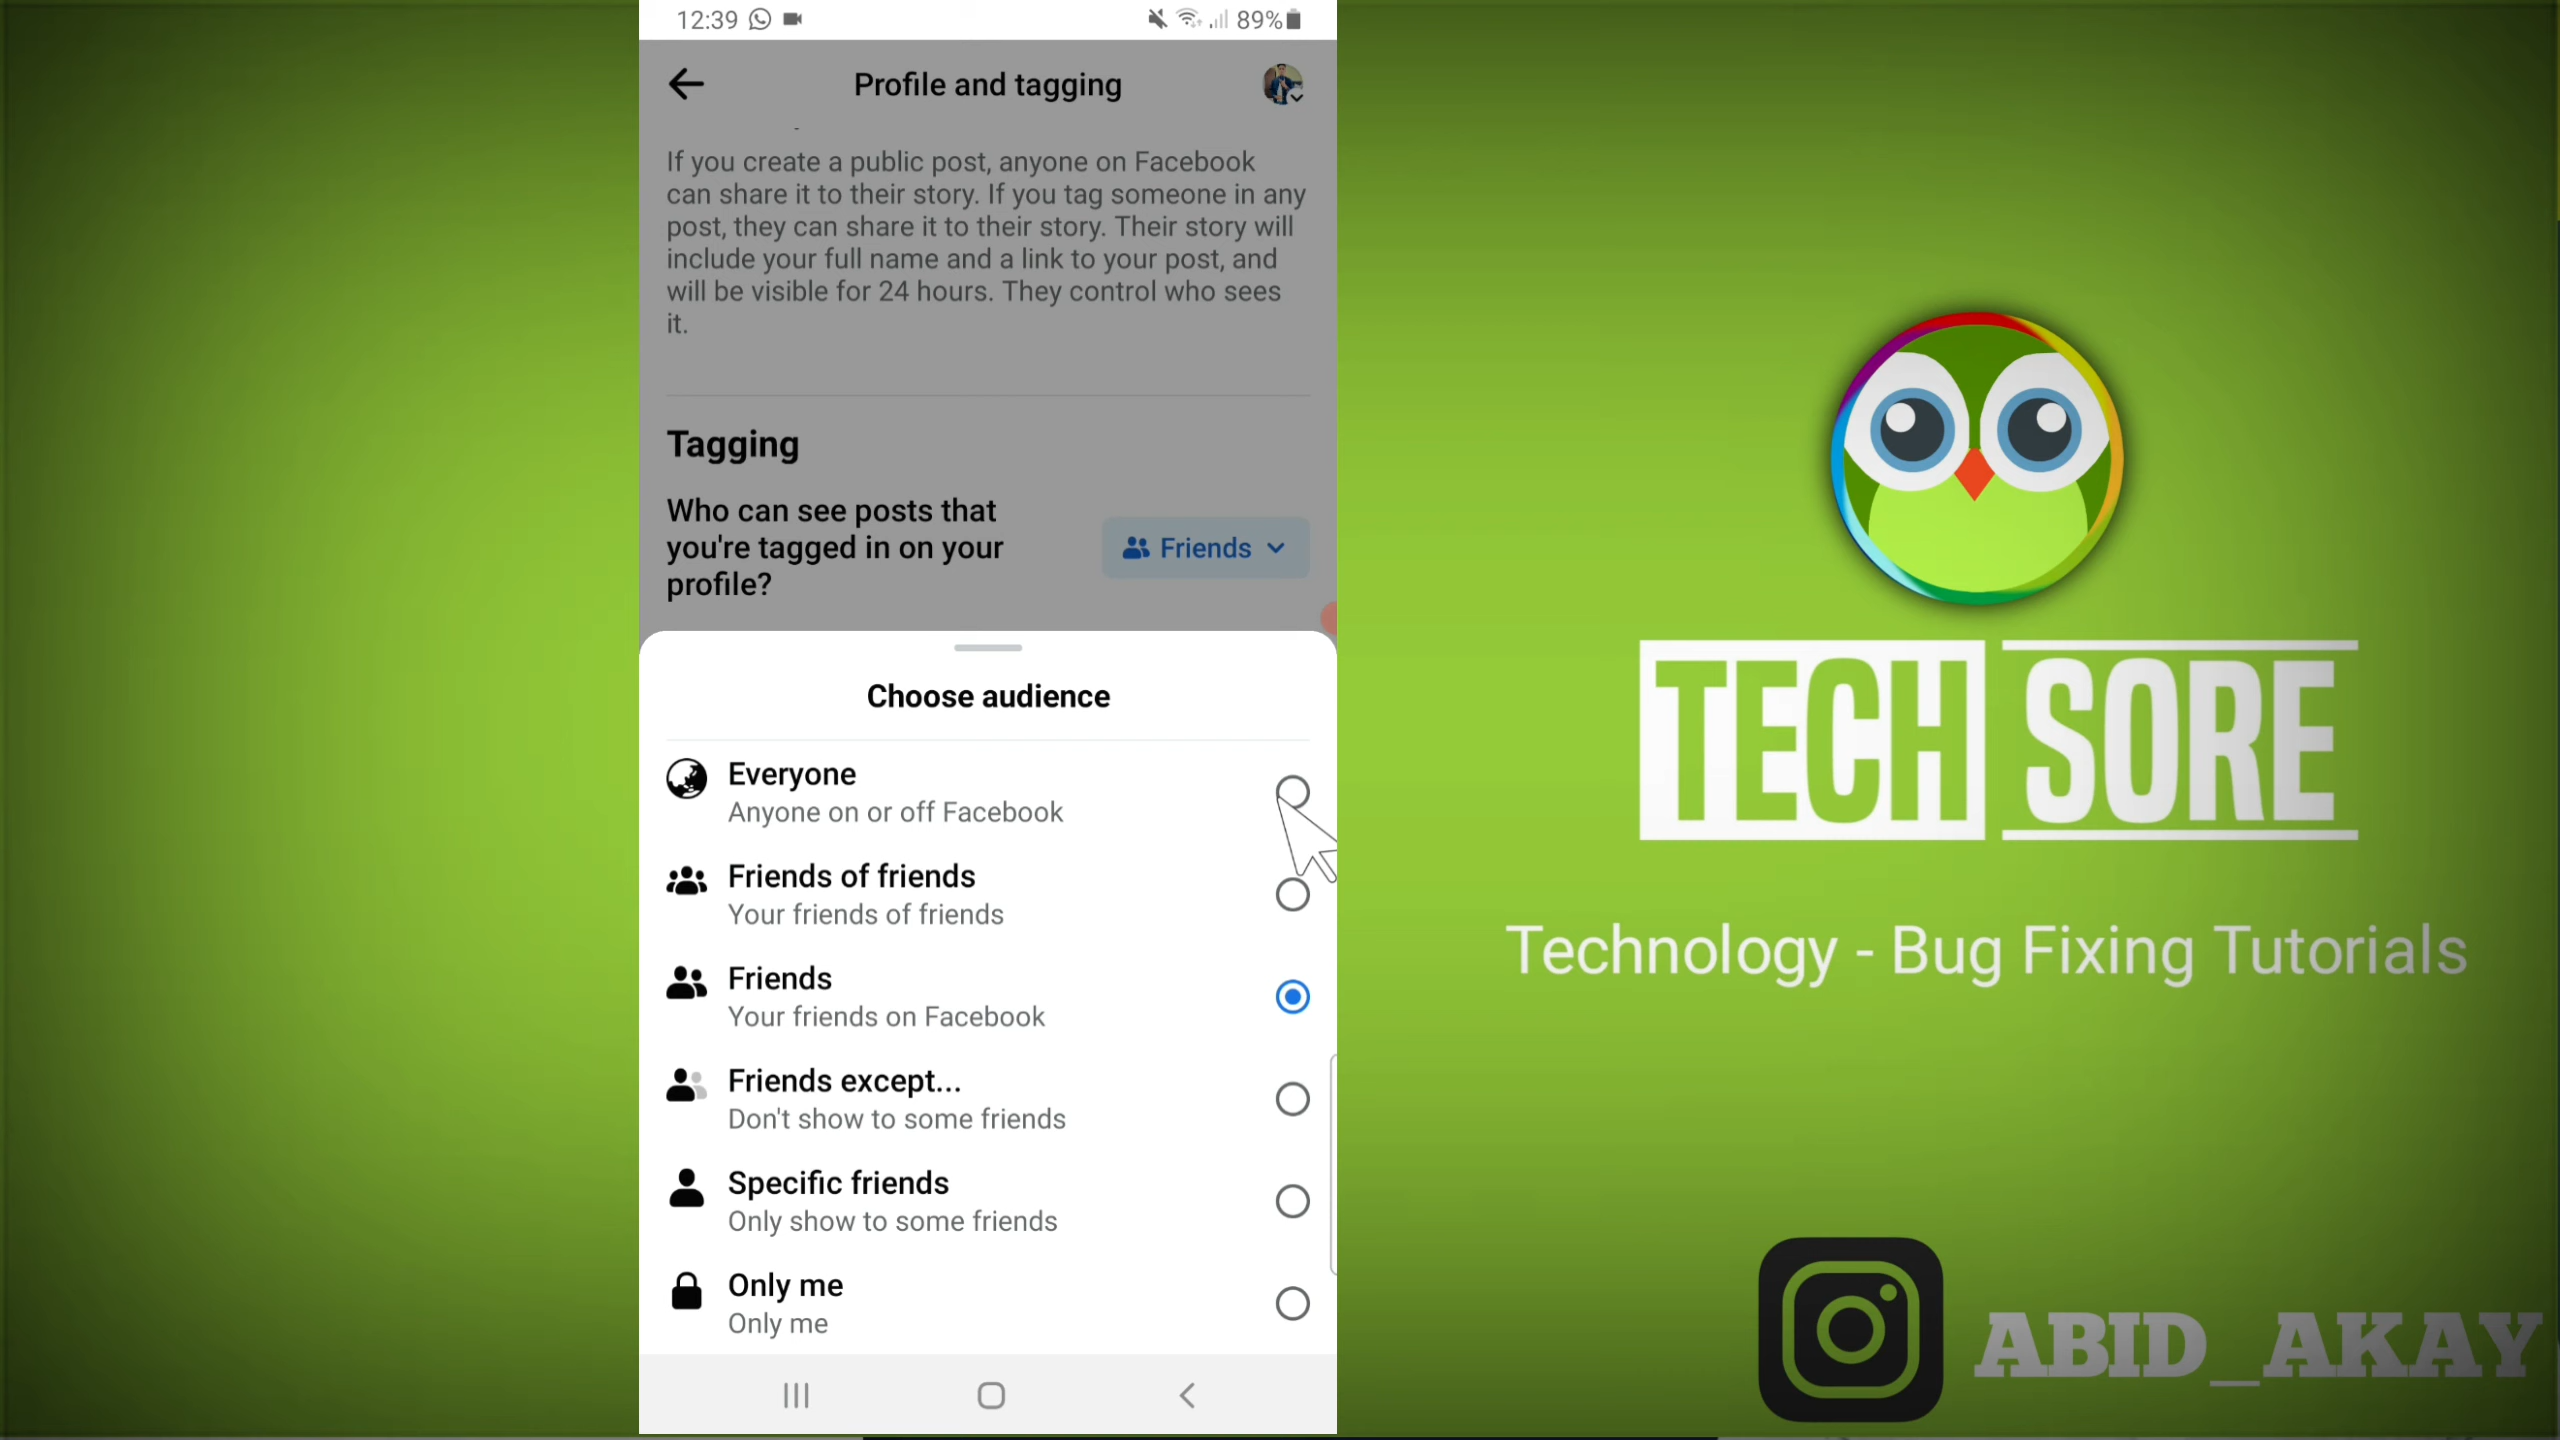 12:39
89%
Profile and tagging
If you create a public post, anyone on Facebook
can share it to their story. If you tag someone in any
post, they can share it to their story. Their story will
include your full name and a link to your post, and
will be visible for 24 hours. They control who sees
it.
Tagging
Who can see posts that
you're tagged in on your
profile?
Friends
Choose audience
Everyone
Anyone on or off Facebook
Friends of friends
Your friends of friends
Friends
Your friends on Facebook
Friends except...
Don't show to some friends
Specific friends
Only show to some friends
Only me
Only me
TECH SORE
Technology - Bug Fixing Tutorials
ABID_AKAY